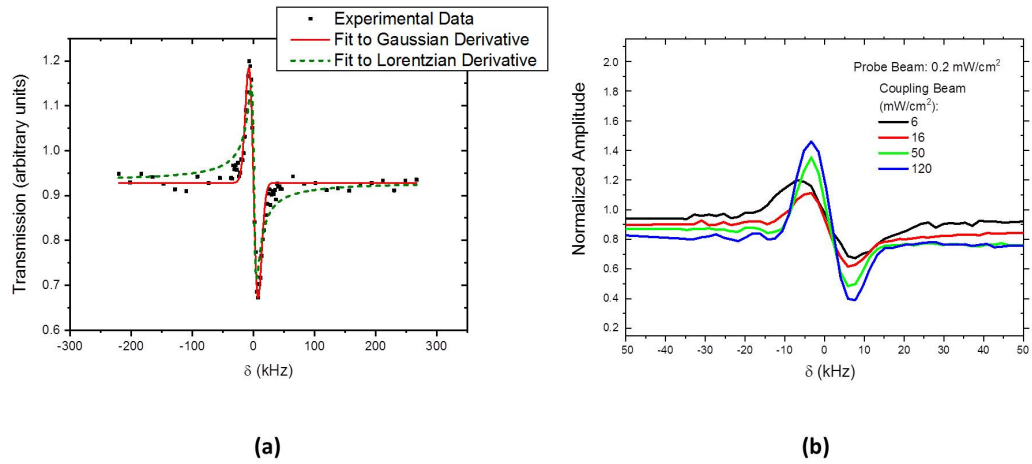 Experimental Data
Fit to Gaussian Derivative
Fit to Lorentzian Derivative
Transmission (arbitrary units)
1.2
1.1
1.0
0.9
0.8
0.7
0.6
-300 -200 -100 0 100 200 300
δ (kHz)
(a)
Normalized Amplitude
2.0
1.8
1.6
1.4
1.2
1.0
0.8
0.6
0.4
0.2
Probe Beam: 0.2 mW/cm²
Coupling Beam
(mW/cm²):
6
16
50
120
50 -40 -30 -20 -10 0 10 20 30 40 50
δ (kHz)
(b)